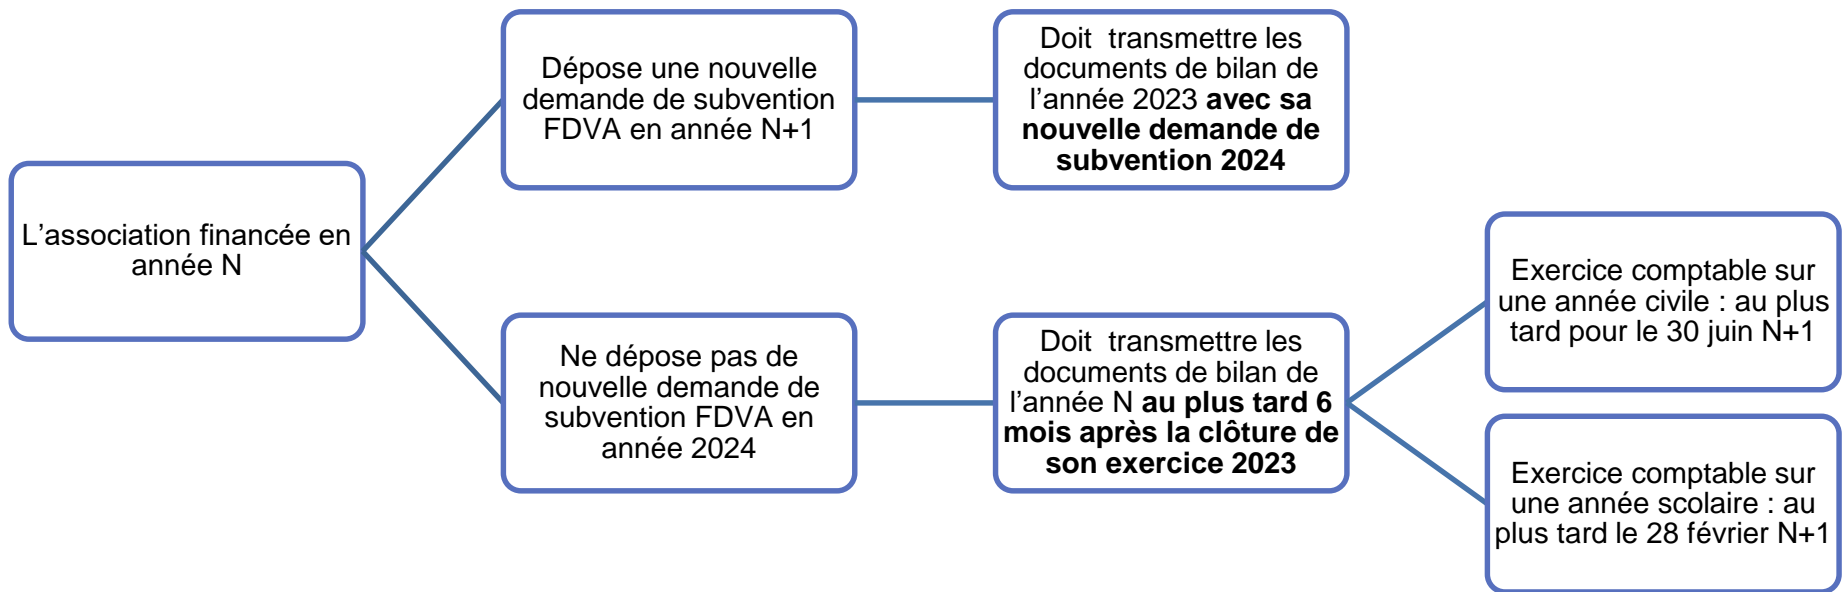 L’association financée en
année N
Dépose une nouvelle
demande de subvention
FDVA en année N+1
Doit  transmettre les
documents de bilan de
l’année 2023 avec sa
nouvelle demande de
subvention 2024
Ne dépose pas de
nouvelle demande de
subvention FDVA en
année 2024
Doit  transmettre les
documents de bilan de
l’année N au plus tard 6
mois après la clôture de
son exercice 2023
Exercice comptable sur
une année civile : au plus
tard pour le 30 juin N+1
Exercice comptable sur
une année scolaire : au
plus tard le 28 février N+1